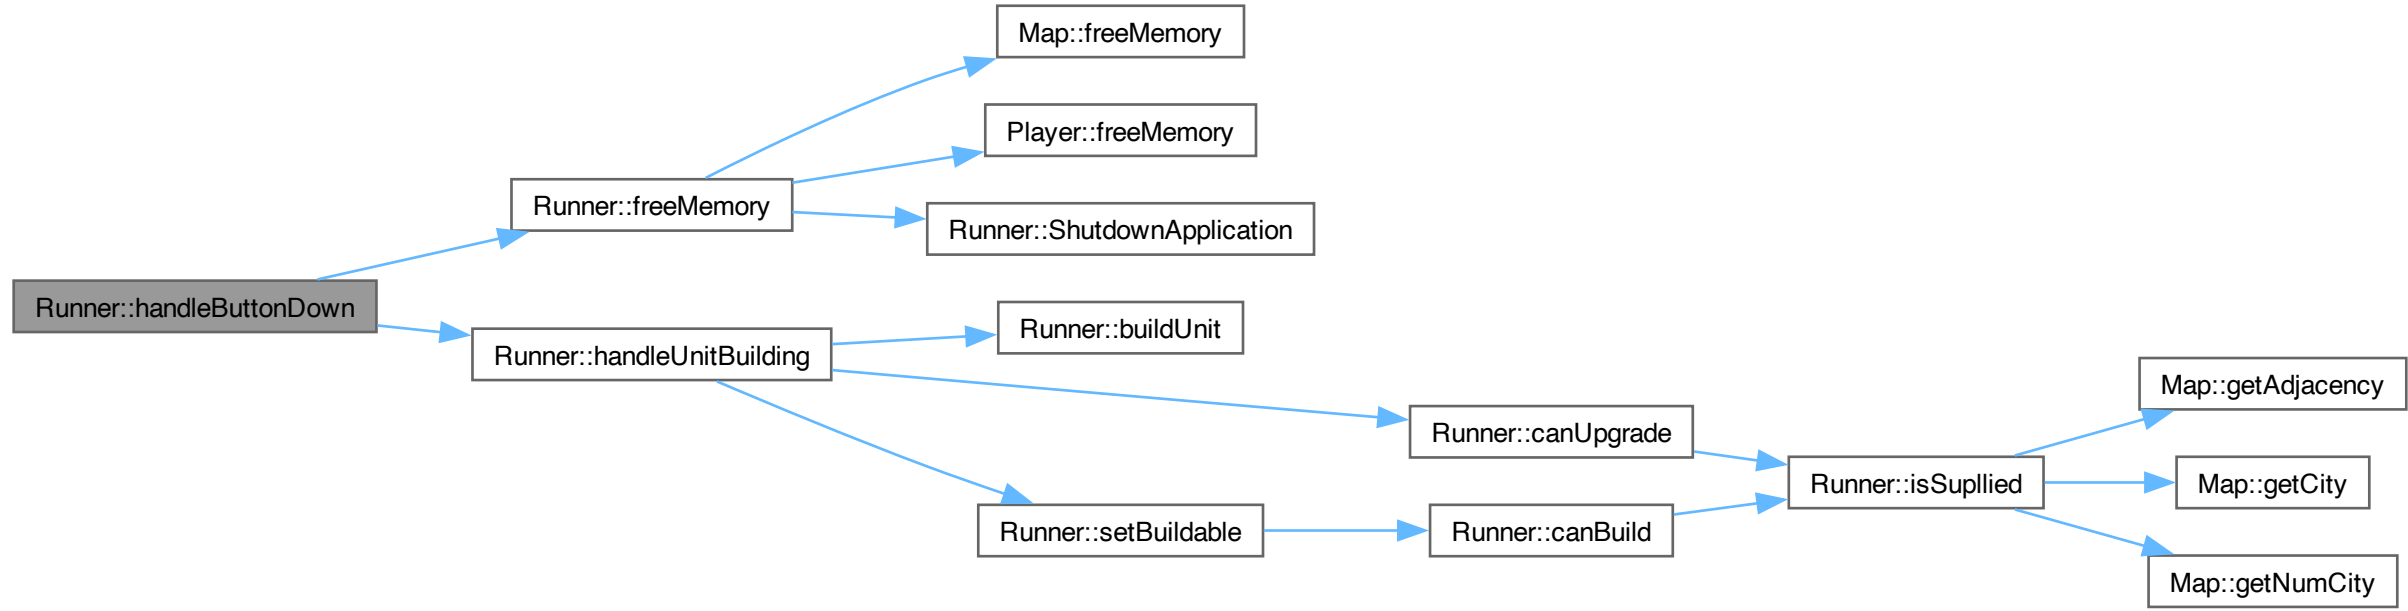 Runner::handleButtonDown
Runner::freeMemory
Map::freeMemory
Player::freeMemory
Runner::ShutdownApplication
Runner::handleUnitBuilding
Runner::buildUnit
Runner::canUpgrade
Runner::setBuildable
Runner::canBuild
Runner::isSupllied
Map::getAdjacency
Map::getCity
Map::getNumCity